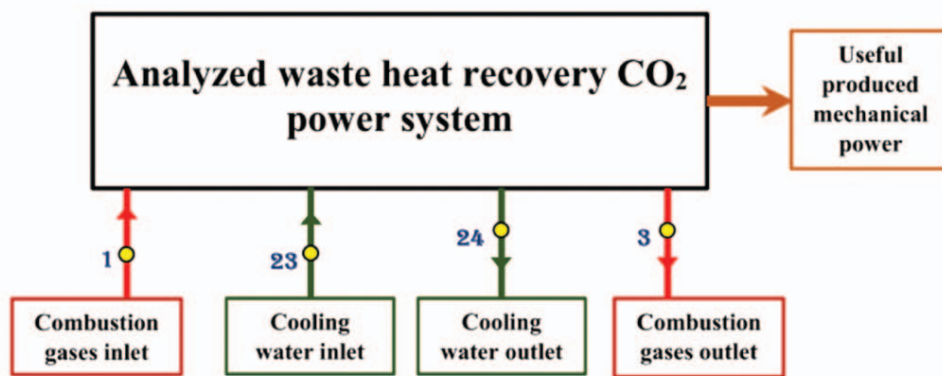 Analyzed waste heat recovery CO₂
power system
Useful
produced
mechanical
power
1
23
24
3
Combustion
gases inlet
Cooling
water inlet
Cooling
water outlet
Combustion
gases outlet